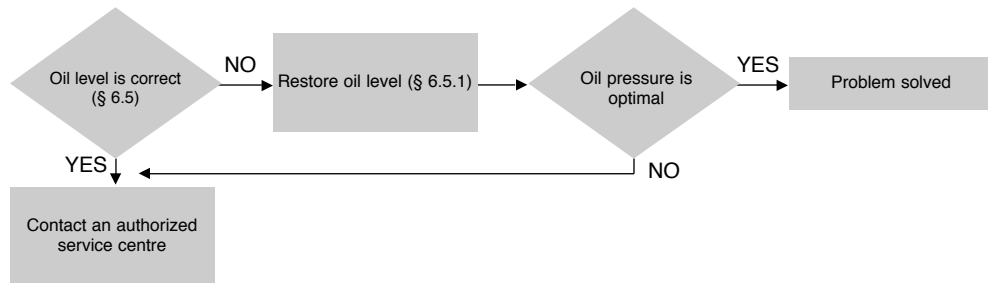 Oil level is correct
(§ 6.5)
NO
Restore oil level (§ 6.5.1)
Oil pressure is
optimal
YES
Problem solved
YES
NO
Contact an authorized
service centre